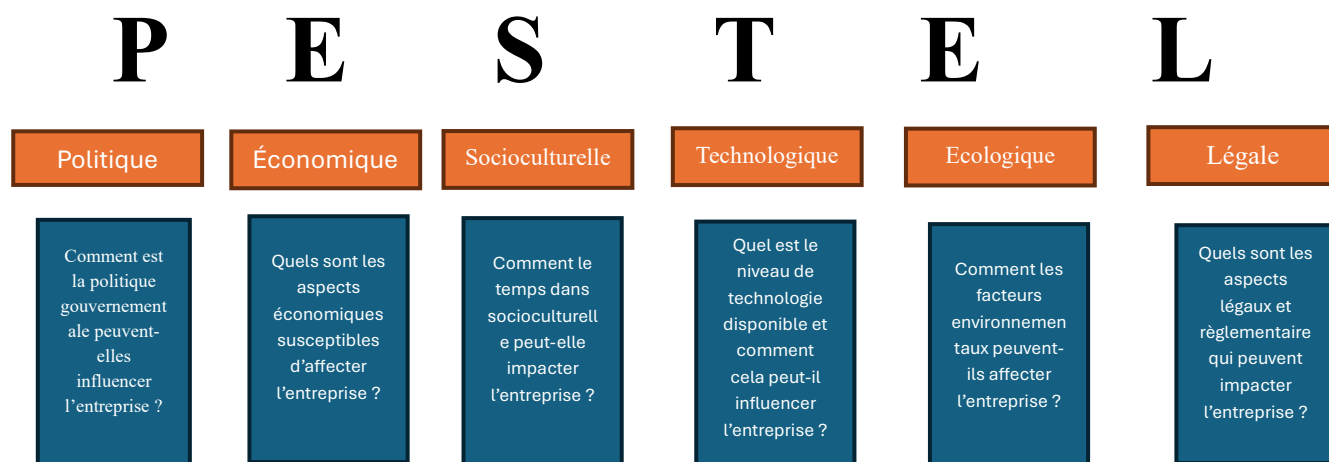 P E S T E L
Politique
Économique
Socioculturelle
Technologique
Ecologique
Légale
Comment est
la politique
gouvernement
ale peuvent-
elles
influencer
l’entreprise ?
Quels sont les
aspects
économiques
susceptibles
d’affecter
l’entreprise ?
Comment le
temps dans
socioculturell
e peut-elle
impacter
l’entreprise ?
Quel est le
niveau de
technologie
disponible et
comment
cela peut-il
influencer
l’entreprise ?
Comment les
facteurs
environnemen
taux peuvent-
ils affecter
l’entreprise ?
Quels sont les
aspects
légaux et
règlementaire
qui peuvent
impacter
l’entreprise ?